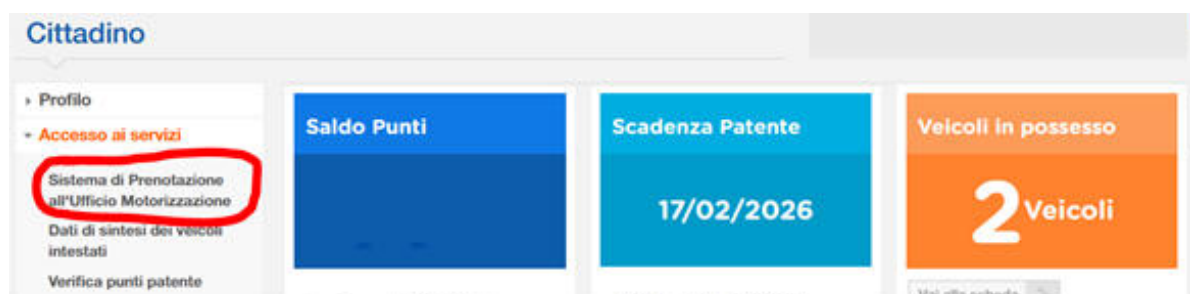 Cittadino
Profilo
Accesso ai servizi
Sistema di Prenotazione
all'Ufficio Motorizzazione
Dati di sintesi dei veicoli
intestati
Verifica punti patente
Saldo Punti
Scadenza Patente
17/02/2026
Veicoli in possesso
2 Veicoli